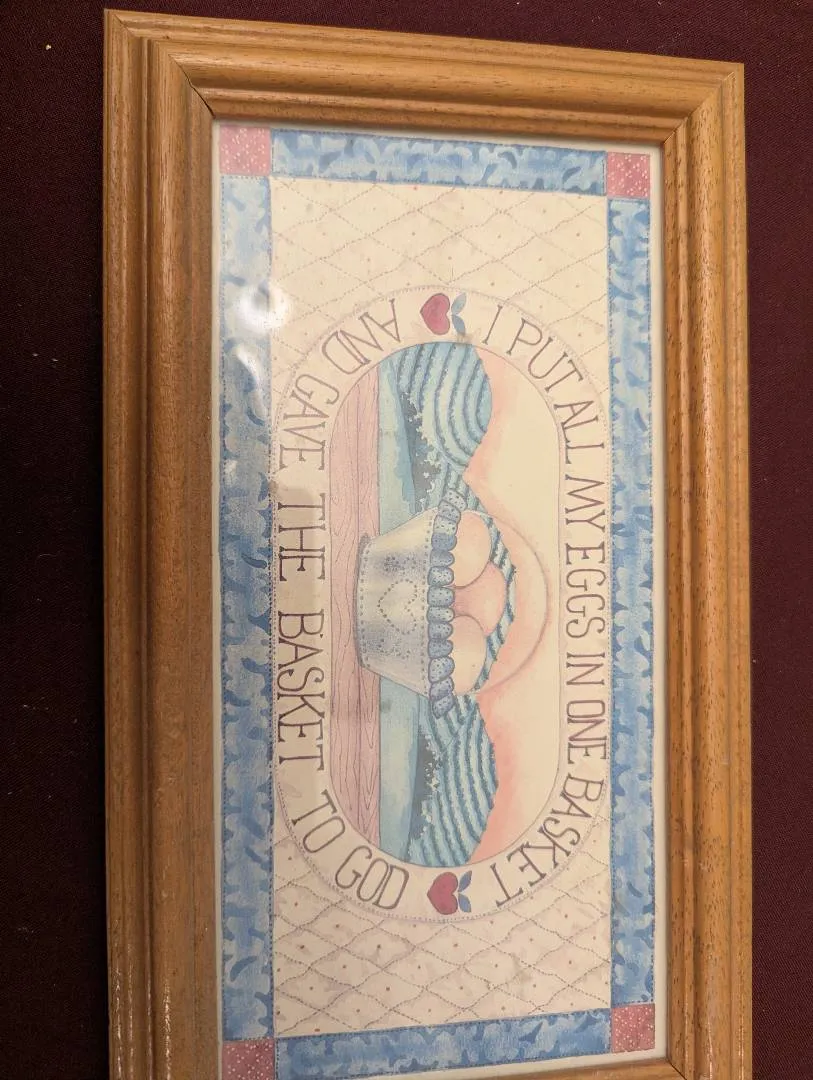 I PUT ALL MY EGGS IN ONE BASKET
AND GAVE THE BASKET TO GOD